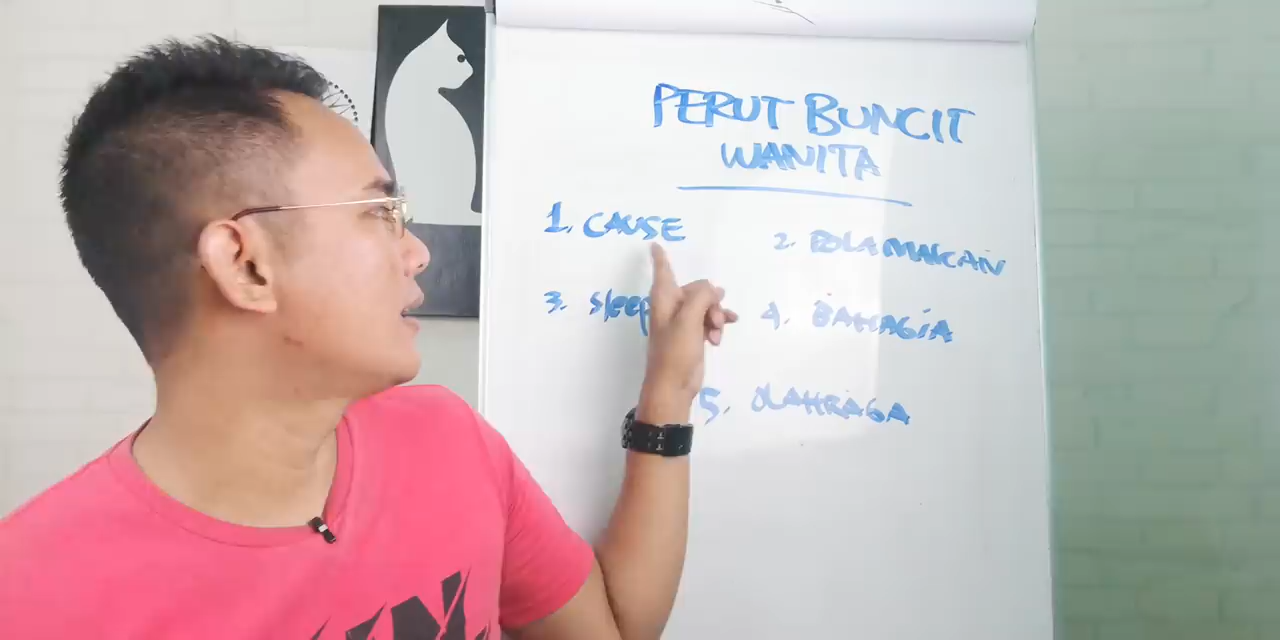 PERUT BUNCIT
WANITA
1. CAUSE
2. POLA MAKAN
3. sleep
4. BAHAGIA
5. OLAHRAGA